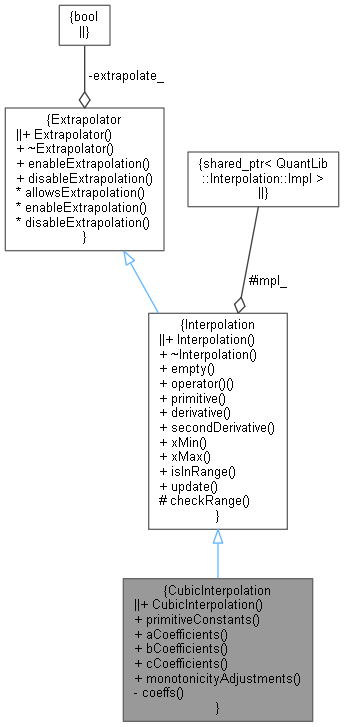 {bool
||}
-extrapolate_
{Extrapolator
||+ Extrapolator()
+ ~Extrapolator()
+ enableExtrapolation()
+ disableExtrapolation()
* allowsExtrapolation()
* enableExtrapolation()
* disableExtrapolation()
}
{shared_ptr< QuantLib
::Interpolation::Impl >
||}
#impl_
{Interpolation
||+ Interpolation()
+ ~Interpolation()
+ empty()
+ operator()()
+ primitive()
+ derivative()
+ secondDerivative()
+ xMin()
+ xMax()
+ isInRange()
+ update()
# checkRange()
}
{CubicInterpolation
||+ CubicInterpolation()
+ primitiveConstants()
+ aCoefficients()
+ bCoefficients()
+ cCoefficients()
+ monotonicityAdjustments()
- coeffs()
}